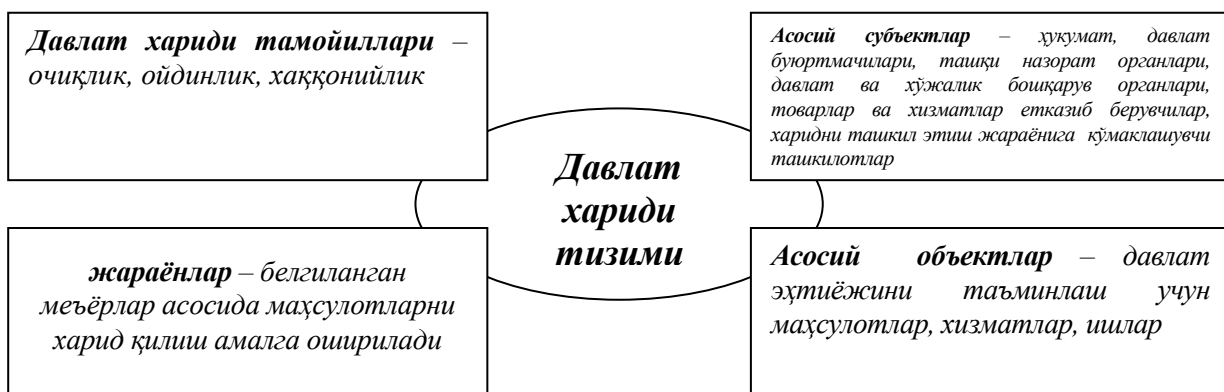 Давлат хариди тамойиллари –
очиқлик, ойдинлик, хаққонийлик
Асосий субъектлар – ҳукумат, давлат
буюртмачилари, ташқи назорат органлари,
давлат ва хўжалик бошқарув органлари,
товарлар ва хизматлар етказиб берувчилар,
харидни ташкил этиш жараёнига кўмаклашувчи
ташкилотлар
Давлат
хариди
тизими
жараёнлар – белгиланган
меъёрлар асосида маҳсулотларни
харид қилиш амалга оширилади
Асосий объектлар – давлат
эҳтиёжини таъминлаш учун
маҳсулотлар, хизматлар, ишлар